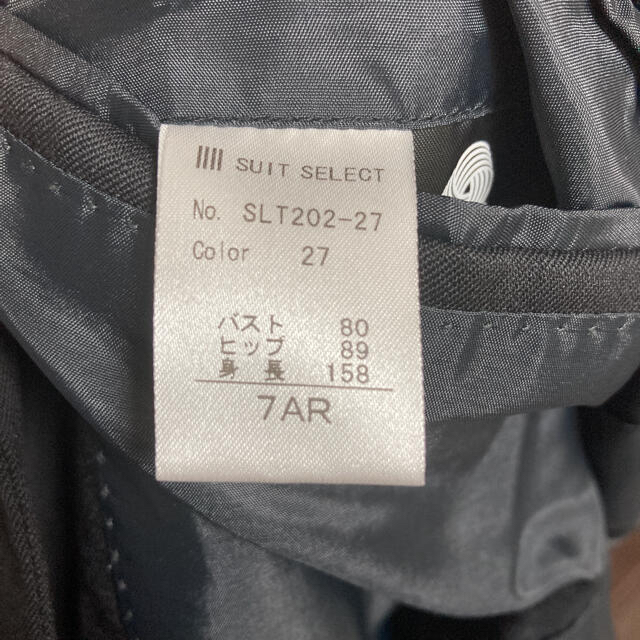 SUIT SELECT
No. SLT202-27
Color 27
バスト 80
ヒップ 89
身長 158
7AR